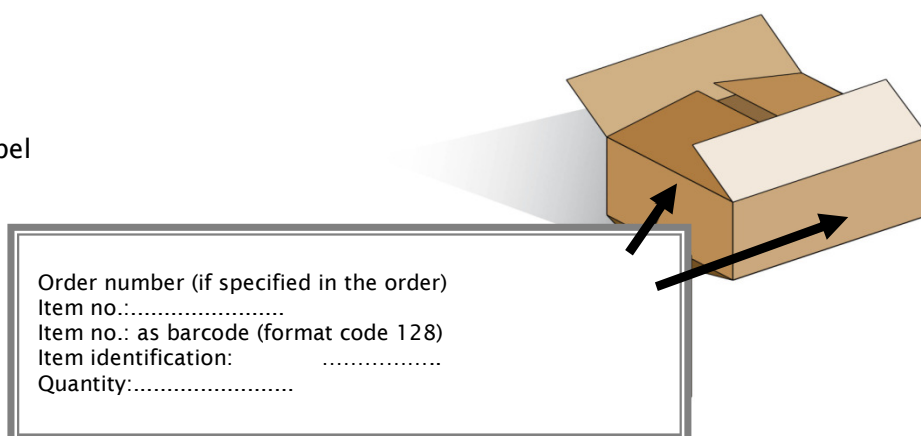 Order number (if specified in the order)
Item no.:.......................
Item no.: as barcode (format code 128)
Item identification: ……………….
Quantity:........................